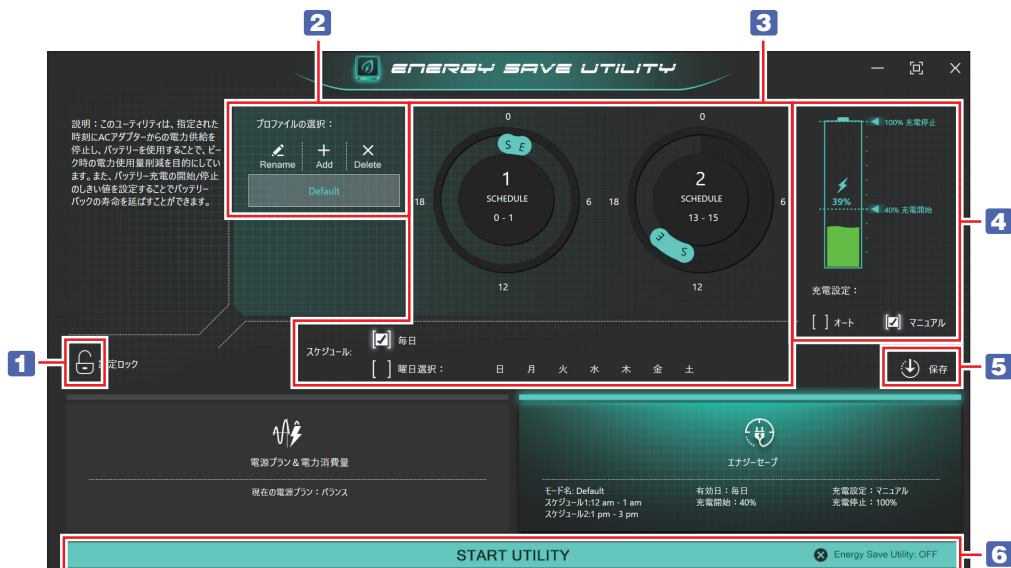 2
3
ENERGY SAVE UTILITY
説明：このユーティリティは、指定された
時刻にACアダプターからの電力供給を
停止し、バッテリーを使用することで、ピー
ク時の電力使用量削減を目的にしてい
ます。また、バッテリー充電の開始/停止
のしきい値を設定することでバッテリー
パックの寿命を延ばすことができます。
プロファイルの選択：
Rename
Add
Delete
Default
0
S E
1
SCHEDULE
0 - 1
18
6
12
0
2
SCHEDULE
13 - 15
18
6
E S
12
100% 充電停止
39%
40% 充電開始
4
充電設定：
[ ] オート
マニュアル
1
定ロック
スケジュール:
毎日
[ ] 曜日選択：
日 月 火 水 木 金 土
保存
5
電源プラン＆電力消費量
現在の電源プラン：バランス
エナジーセーブ
モード名: Default
スケジュール1:12 am - 1 am
スケジュール2:1 pm - 3 pm
有効日：毎日
充電開始：40%
充電設定：マニュアル
充電停止：100%
START UTILITY
Energy Save Utility: OFF
6